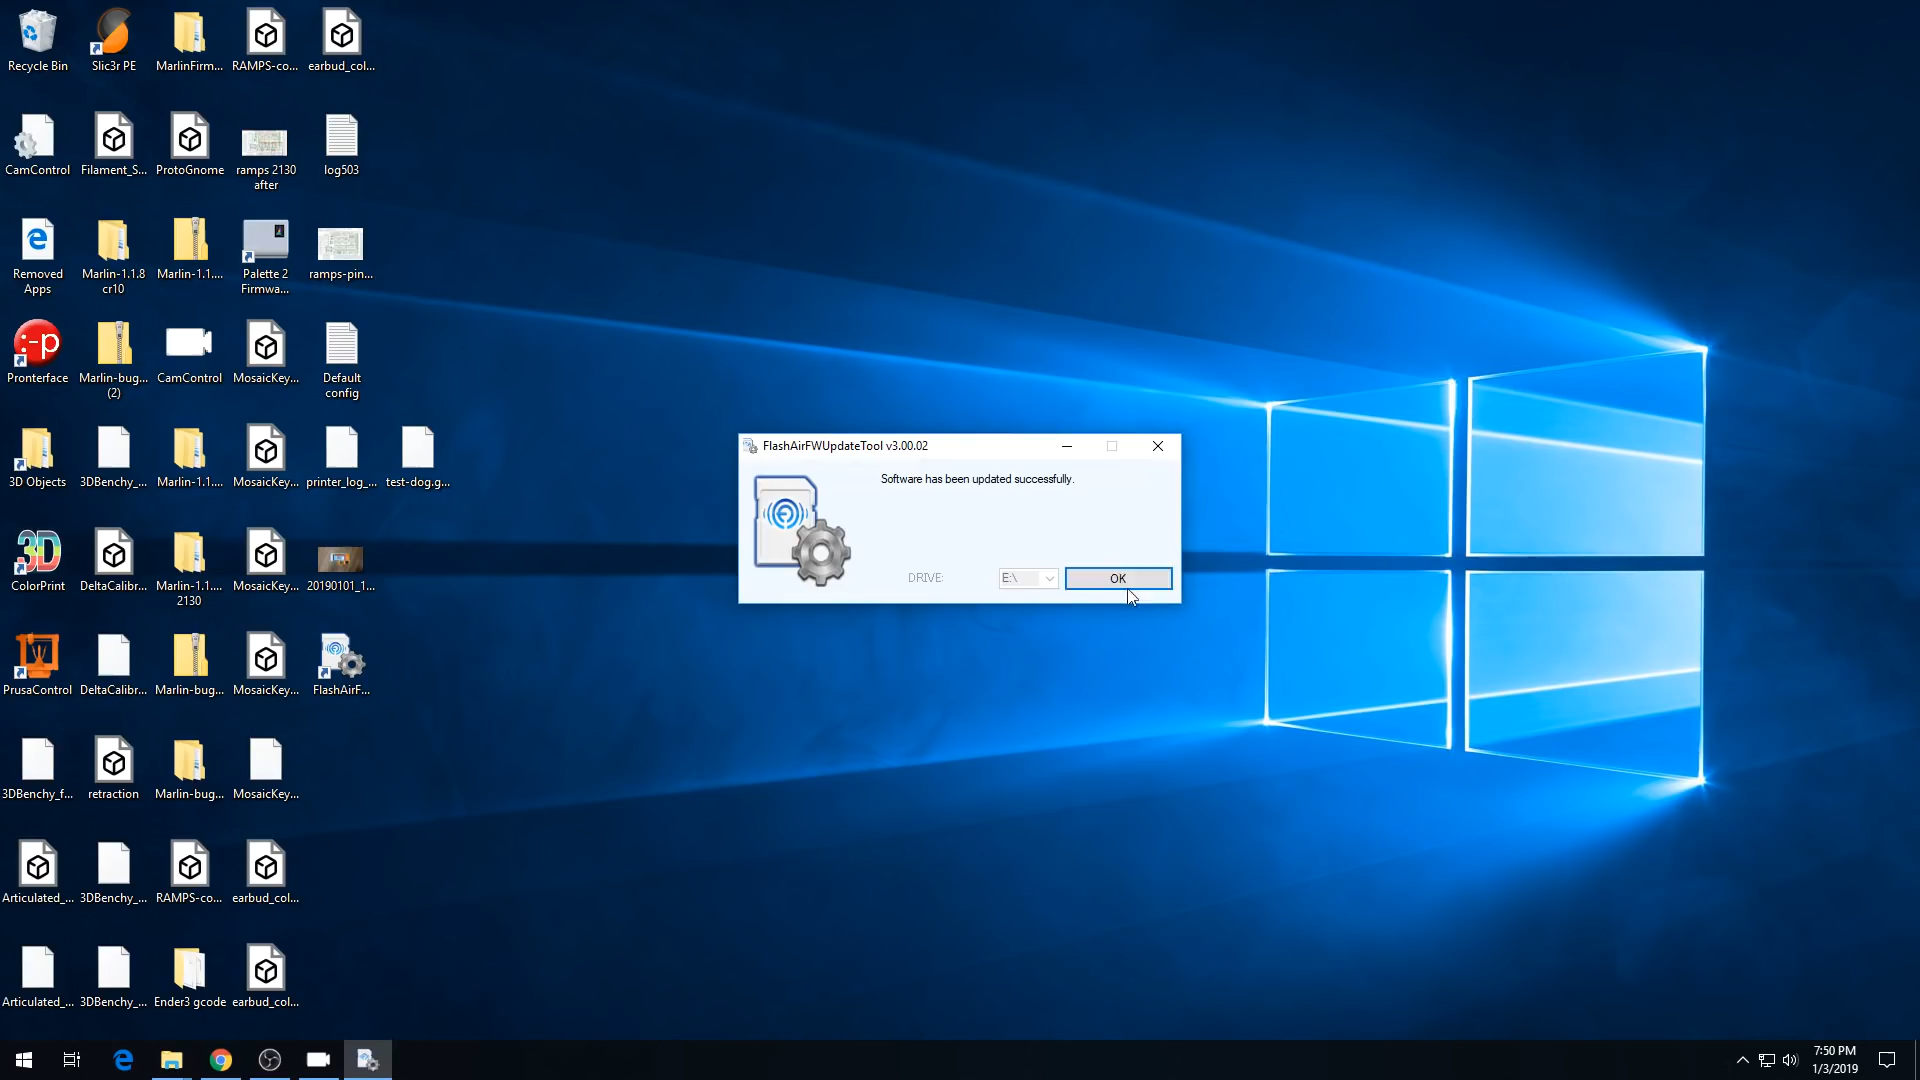 Recycle Bin
Slic3r PE
MarlinFirm...
RAMPS-co...
earbud_col...
CamControl
Filament_S...
ProtoGnome
ramps 2130
after
log503
Removed
Apps
Marlin-1.1.8
cr10
Marlin-1.1....
Palette 2
Firmwa...
ramps-pin...
:-p
Pronterface
Marlin-bug...
(2)
CamControl
MosaicKey...
Default
config
3D Objects
3DBenchy_...
Marlin-1.1....
MosaicKey...
printer_log_...
test-dog.g...
3D
ColorPrint
DeltaCalibr...
Marlin-1.1....
2130
MosaicKey...
20190101_1...
PrusaControl
DeltaCalibr...
Marlin-bug...
MosaicKey...
FlashAirF...
3DBenchy_f...
retraction
Marlin-bug...
MosaicKey...
Articulated_...
3DBenchy_...
RAMPS-co...
earbud_col...
Articulated_...
3DBenchy_...
Ender3 gcode
earbud_col...
FlashAirFWUpdateTool v3.00.02
Software has been updated successfully.
DRIVE:
E:\
OK
7:50 PM
1/3/2019